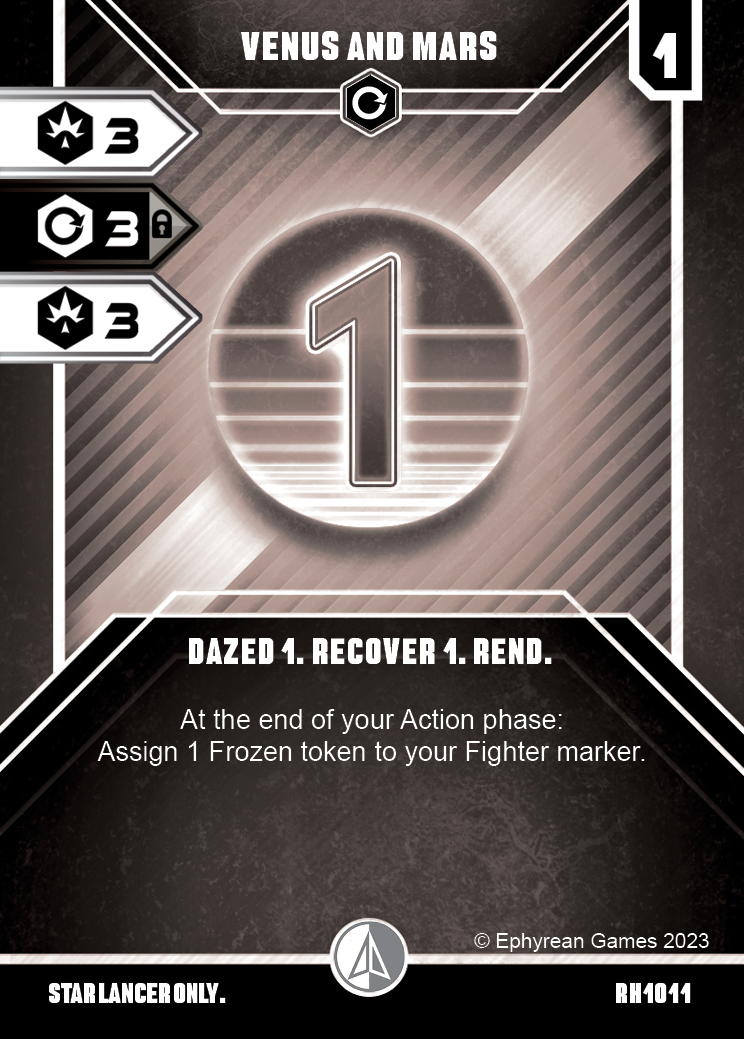 VENUS AND MARS
1
3
3
3
1
DAZED 1. RECOVER 1. REND.
At the end of your Action phase:
Assign 1 Frozen token to your Fighter marker.
© Ephyrean Games 2023
STAR LANCER ONLY.
RH1011